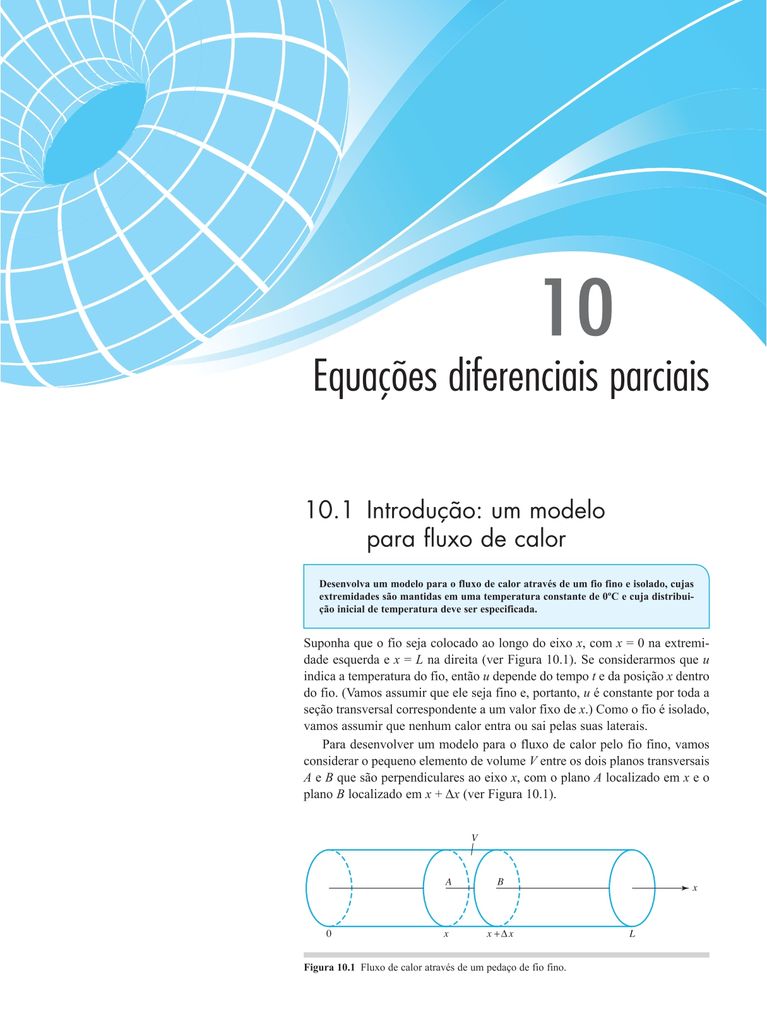 10
Equações diferenciais parciais
10.1 Introdução: um modelo
para fluxo de calor
Desenvolva um modelo para o fluxo de calor através de um fio fino e isolado, cujas
extremidades são mantidas em uma temperatura constante de 0ºC e cuja distribui-
ção inicial de temperatura deve ser especificada.
Suponha que o fio seja colocado ao longo do eixo x, com x = 0 na extremi-
dade esquerda e x = L na direita (ver Figura 10.1). Se considerarmos que u
indica a temperatura do fio, então u depende do tempo t e da posição x dentro
do fio. (Vamos assumir que ele seja fino e, portanto, u é constante por toda a
seção transversal correspondente a um valor fixo de x.) Como o fio é isolado,
vamos assumir que nenhum calor entra ou sai pelas suas laterais.
Para desenvolver um modelo para o fluxo de calor pelo fio fino, vamos
considerar o pequeno elemento de volume V entre os dois planos transversais
A e B que são perpendiculares ao eixo x, com o plano A localizado em x e o
plano B localizado em x + Δx (ver Figura 10.1).
V
A B x
0 x x + Δ x L
Figura 10.1 Fluxo de calor através de um pedaço de fio fino.